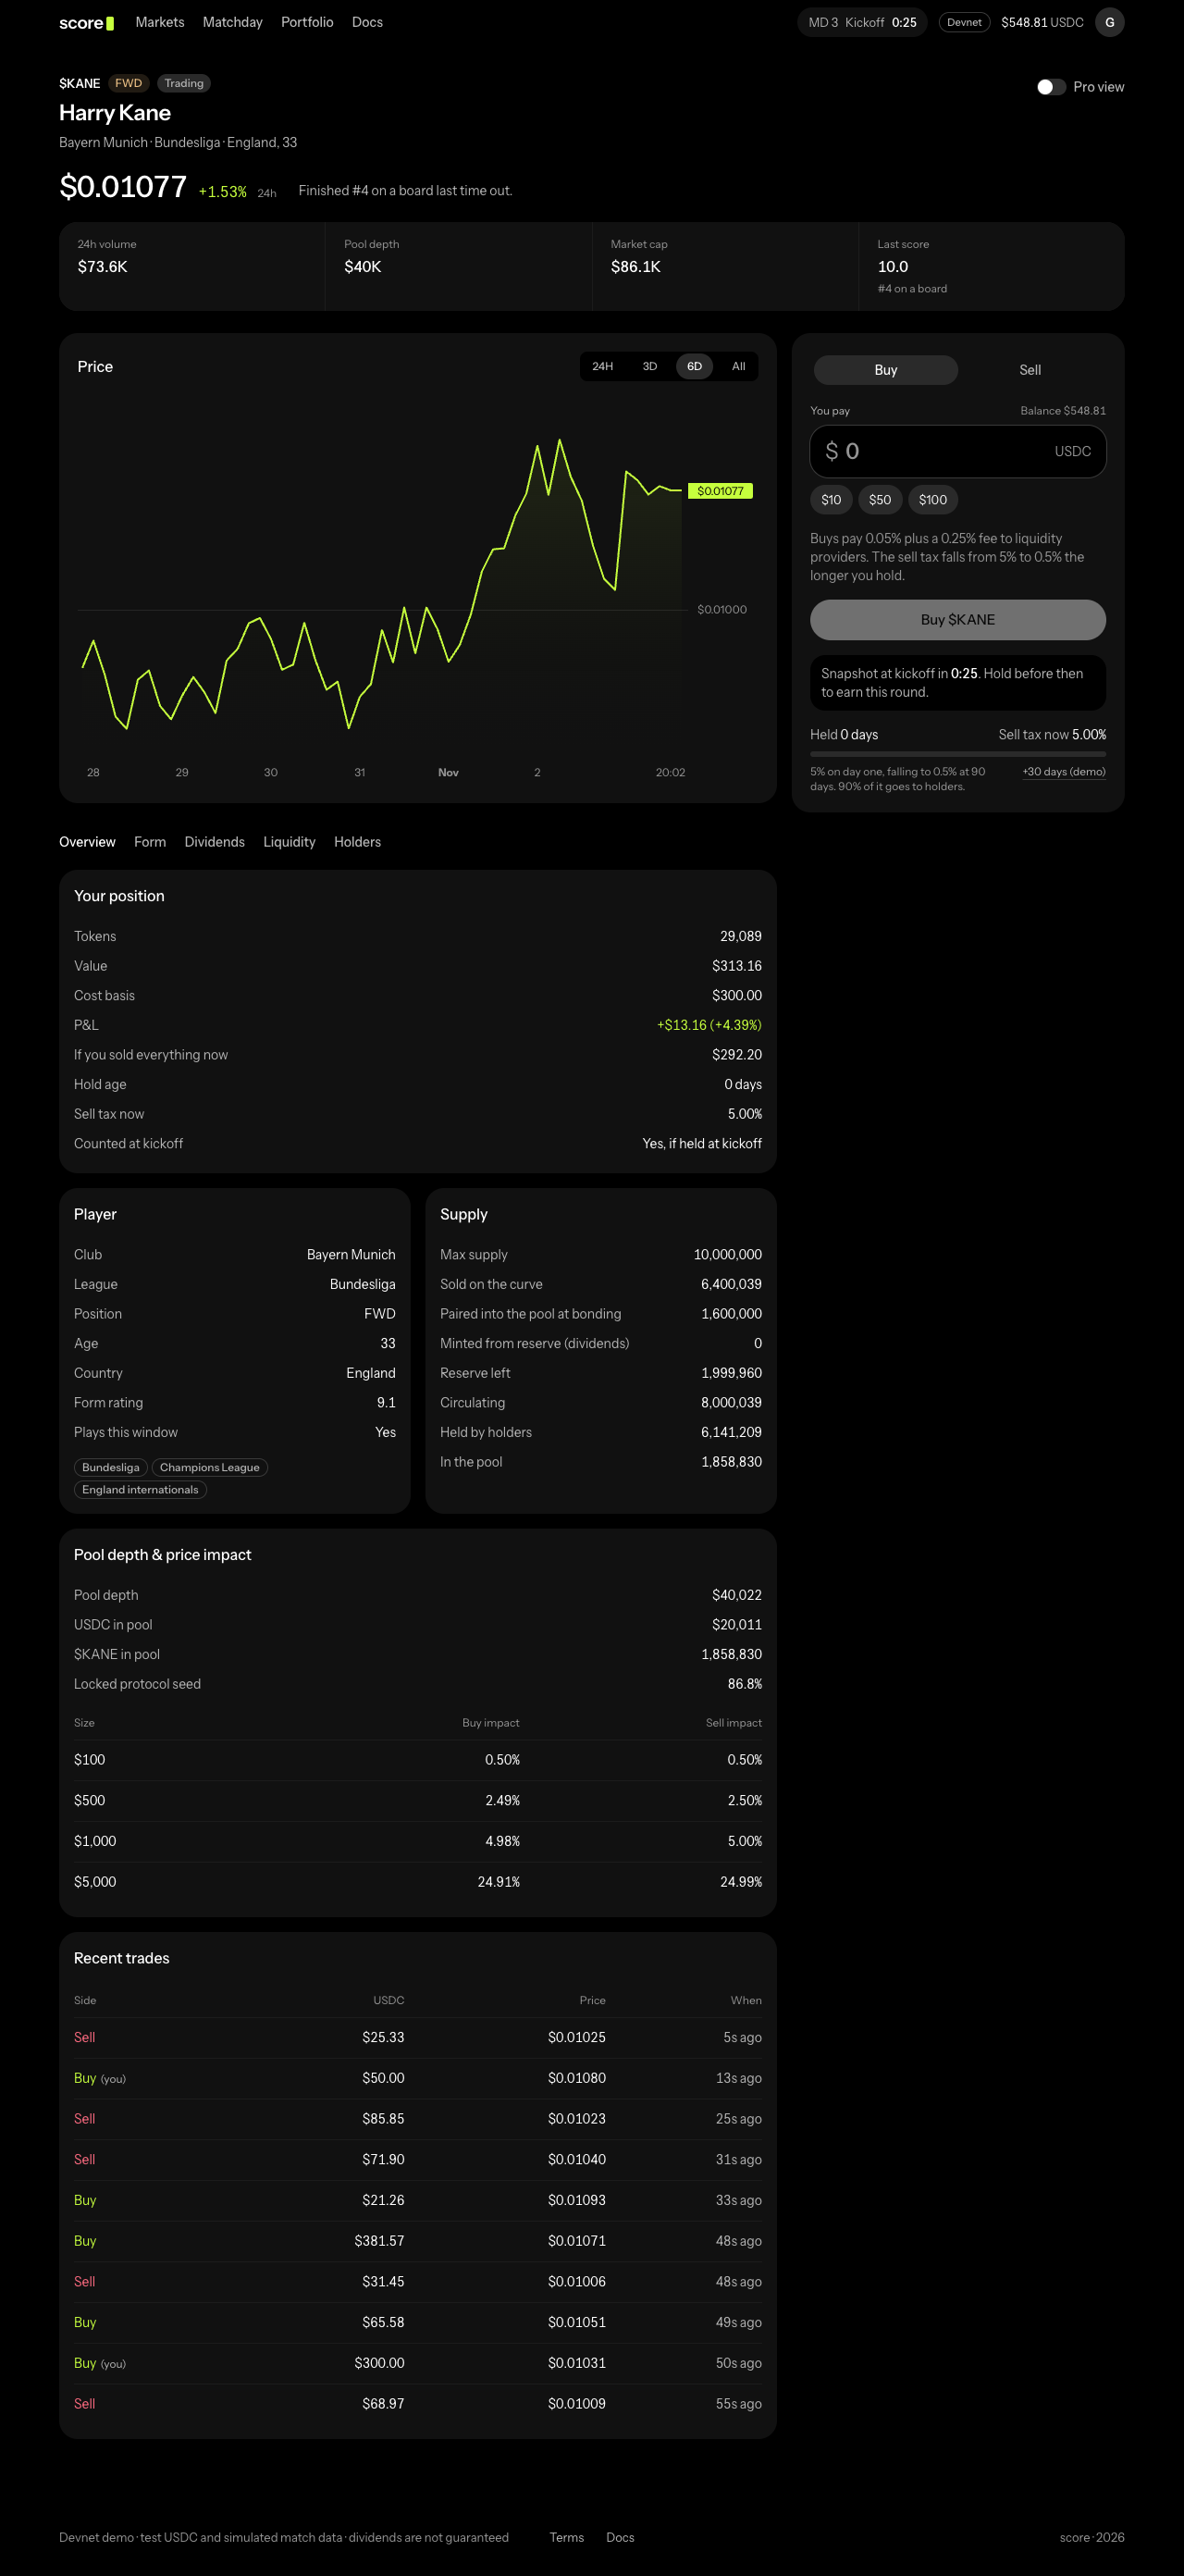 score Markets Matchday Portfolio Docs MD 3 Kickoff 0:25 Devnet $548.81 USDC G
$KANE FWD Trading
Pro view
Harry Kane
Bayern Munich · Bundesliga · England, 33
$0.01077 +1.53% 24h Finished #4 on a board last time out.
24h volume Pool depth Market cap Last score
$73.6K $40K $86.1K 10.0
#4 on a board
Price 24H 3D 6D All
$0.01077
$0.01000
28 29 30 31 Nov 2 20:02
Buy Sell
You pay Balance $548.81
$ 0 USDC
$10 $50 $100
Buys pay 0.05% plus a 0.25% fee to liquidity
providers. The sell tax falls from 5% to 0.5% the
longer you hold.
Buy $KANE
Snapshot at kickoff in 0:25. Hold before then
to earn this round.
Held 0 days Sell tax now 5.00%
5% on day one, falling to 0.5% at 90 +30 days (demo)
days. 90% of it goes to holders.
Overview Form Dividends Liquidity Holders
Your position
Tokens 29,089
Value $313.16
Cost basis $300.00
P&L +$13.16 (+4.39%)
If you sold everything now $292.20
Hold age 0 days
Sell tax now 5.00%
Counted at kickoff Yes, if held at kickoff
Player
Club Bayern Munich
League Bundesliga
Position FWD
Age 33
Country England
Form rating 9.1
Plays this window Yes
Bundesliga Champions League
England internationals
Supply
Max supply 10,000,000
Sold on the curve 6,400,039
Paired into the pool at bonding 1,600,000
Minted from reserve (dividends) 0
Reserve left 1,999,960
Circulating 8,000,039
Held by holders 6,141,209
In the pool 1,858,830
Pool depth & price impact
Pool depth $40,022
USDC in pool $20,011
$KANE in pool 1,858,830
Locked protocol seed 86.8%
Size Buy impact Sell impact
$100 0.50% 0.50%
$500 2.49% 2.50%
$1,000 4.98% 5.00%
$5,000 24.91% 24.99%
Recent trades
Side USDC Price When
Sell $25.33 $0.01025 5s ago
Buy (you) $50.00 $0.01080 13s ago
Sell $85.85 $0.01023 25s ago
Sell $71.90 $0.01040 31s ago
Buy $21.26 $0.01093 33s ago
Buy $381.57 $0.01071 48s ago
Sell $31.45 $0.01006 48s ago
Buy $65.58 $0.01051 49s ago
Buy (you) $300.00 $0.01031 50s ago
Sell $68.97 $0.01009 55s ago
Devnet demo · test USDC and simulated match data · dividends are not guaranteed Terms Docs score · 2026